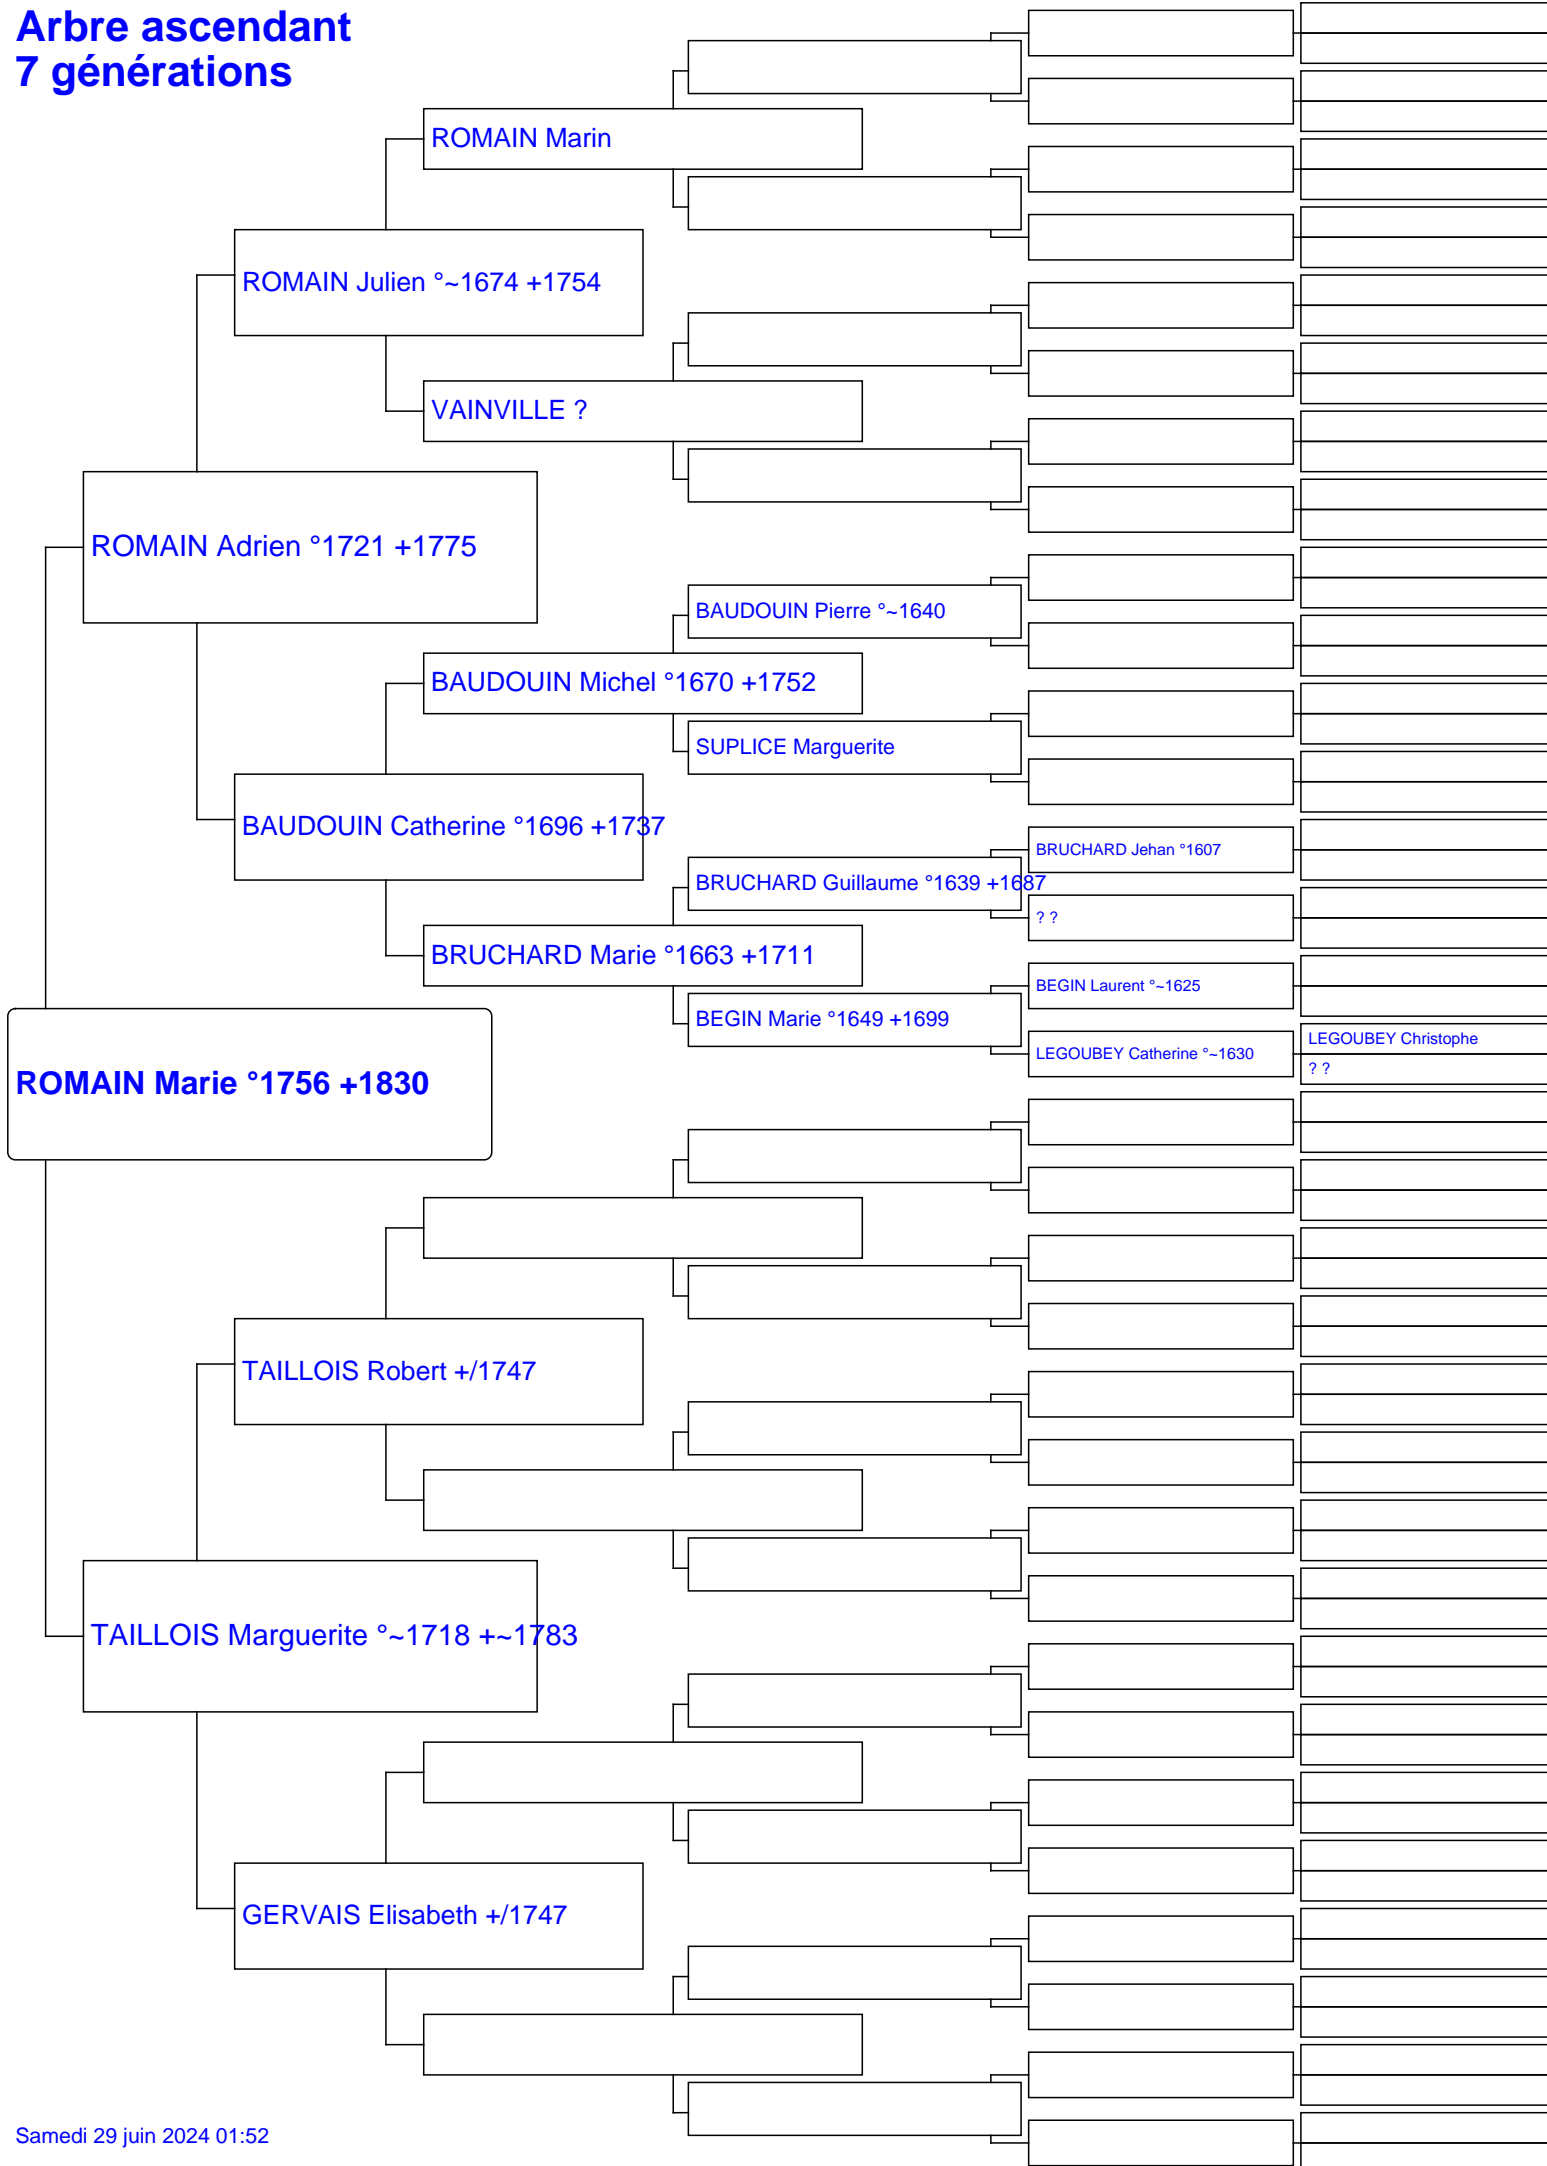 Arbre ascendant
7 générations
ROMAIN Marin
ROMAIN Julien °~1674 +1754
VAINVILLE ?
ROMAIN Adrien °1721 +1775
BAUDOUIN Pierre °~1640
BAUDOUIN Michel °1670 +1752
SUPLICE Marguerite
BAUDOUIN Catherine °1696 +1737
BRUCHARD Jehan °1607
BRUCHARD Guillaume °1639 +1687
? ?
BRUCHARD Marie °1663 +1711
BEGIN Laurent °~1625
BEGIN Marie °1649 +1699
LEGOUBEY Christophe
LEGOUBEY Catherine °~1630
? ?
ROMAIN Marie °1756 +1830
TAILLOIS Robert +/1747
TAILLOIS Marguerite °~1718 +~1783
GERVAIS Elisabeth +/1747
Samedi 29 juin 2024 01:52